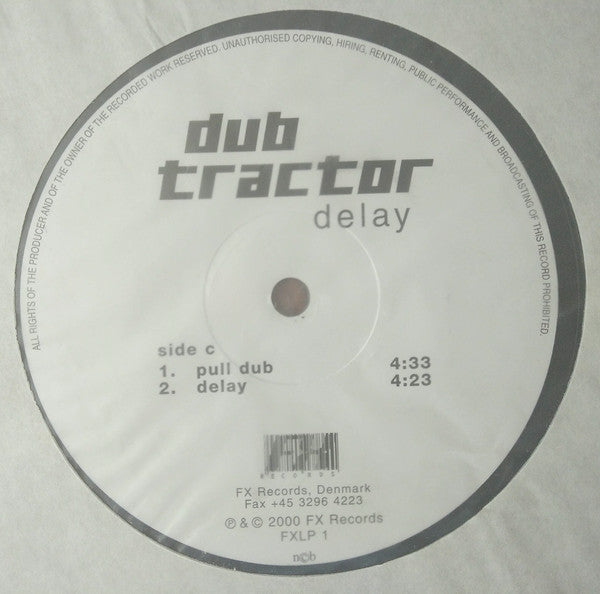 ALL RIGHTS OF THE PRODUCER AND OF THE OWNER OF THE RECORDED WORK RESERVED. UNAUTHORISED COPYING, HIRING, RENTING, PUBLIC PERFORMANCE AND BROADCASTING OF THIS RECORD PROHIBITED.
dub
tractor
delay
side c
1. pull dub 4:33
2. delay 4:23
FX
RECORDS
FX Records, Denmark
Fax +45 3296 4223
℗ & © 2000 FX Records
FXLP 1
n©b